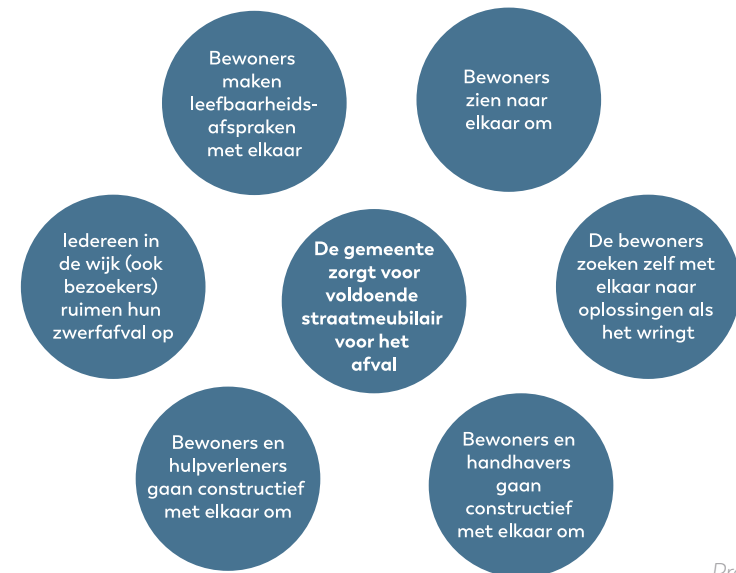 Bewoners
maken
leefbaarheids-
afspraken
met elkaar
Bewoners
zien naar
elkaar om
Iedereen in
de wijk (ook
bezoekers)
ruimen hun
zwerfafval op
De gemeente
zorgt voor
voldoende
straatmeubilair
voor het
afval
De bewoners
zoeken zelf met
elkaar naar
oplossingen als
het wringt
Bewoners en
hulpverleners
gaan constructief
met elkaar om
Bewoners en
handhavers
gaan
constructief
met elkaar om